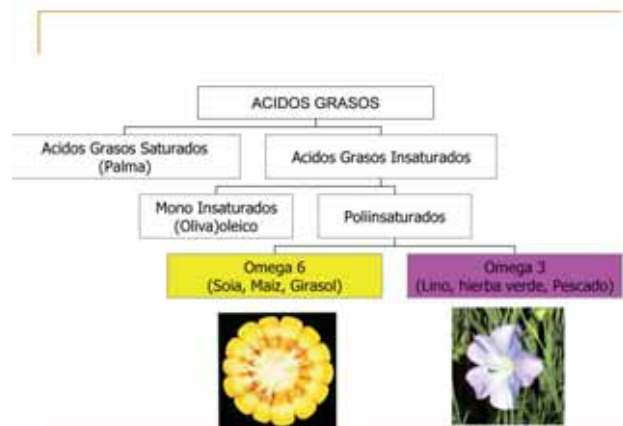 ACIDOS GRASOS
Acidos Grasos Saturados
(Palma)
Acidos Grasos Insaturados
Mono Insaturados
(Oliva)oleico
Poliinsaturados
Omega 6
(Soia, Maiz, Girasol)
Omega 3
(Lino, hierba verde, Pescado)